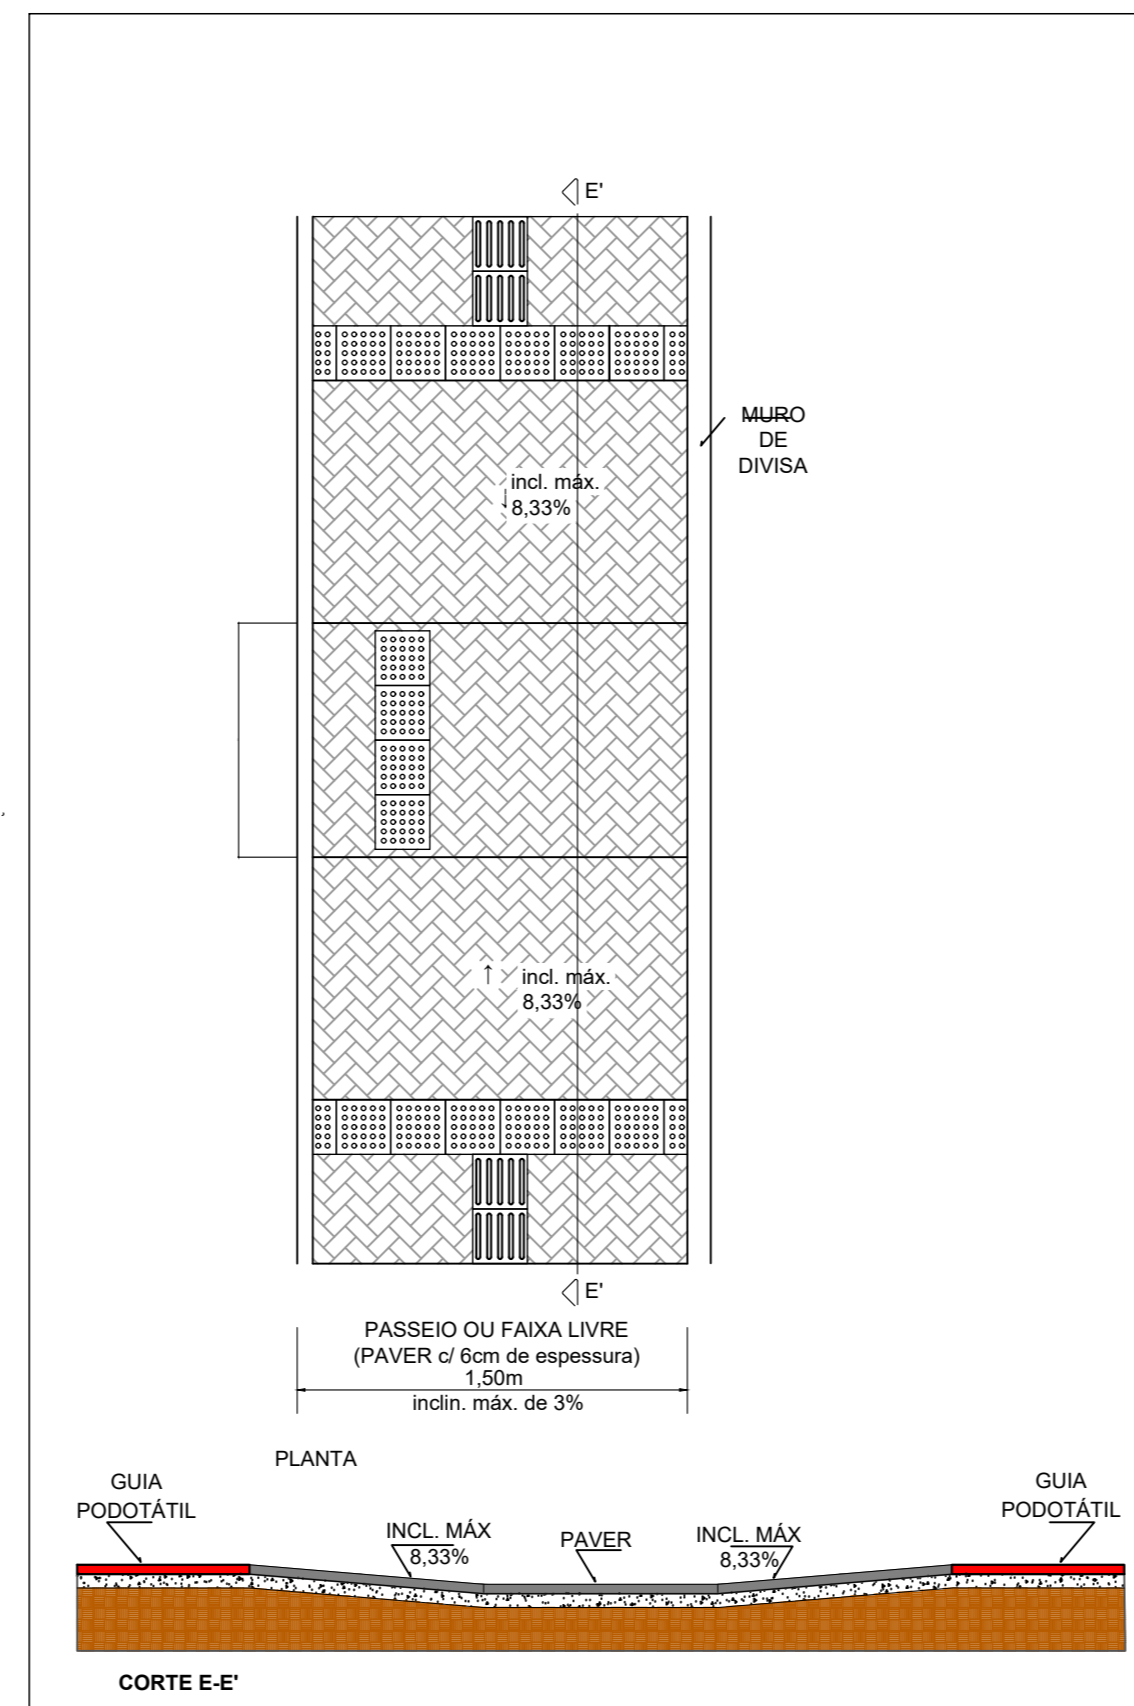 E'
MURO
DE
DIVISA
incl. máx.
↓ 8,33%
↑ incl. máx.
8,33%
E'
PASSEIO OU FAIXA LIVRE
(PAVER c/ 6cm de espessura)
1,50m
inclin. máx. de 3%
PLANTA
GUIA
PODOTÁTIL
INCL. MÁX
8,33%
PAVER
INCL. MÁX
8,33%
GUIA
PODOTÁTIL
CORTE E-E'